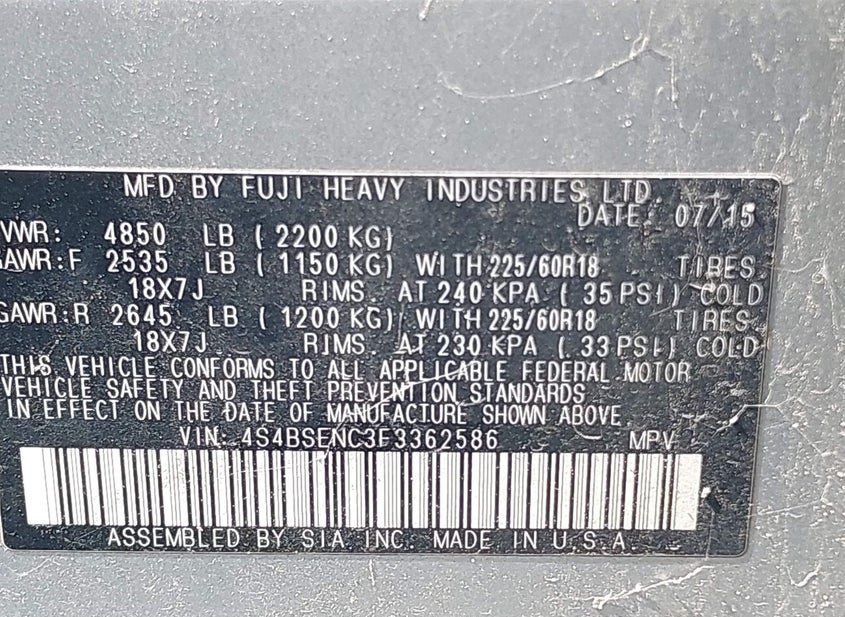 MFD BY FUJI HEAVY INDUSTRIES LTD.
DATE: 07/15
VWR: 4850 LB ( 2200 KG)
GAWR:F 2535 LB ( 1150 KG) WITH 225/60R18 TIRES
18X7J RIMS. AT 240 KPA ( 35 PSI) COLD
GAWR:R 2645 LB ( 1200 KG) WITH 225/60R18 TIRES
18X7J RIMS. AT 230 KPA ( 33 PSI) COLD
THIS VEHICLE CONFORMS TO ALL APPLICABLE FEDERAL MOTOR
VEHICLE SAFETY AND THEFT PREVENTION STANDARDS
IN EFFECT ON THE DATE OF MANUFACTURE SHOWN ABOVE
VIN: 4S4BSENC3F3362586 MPV
ASSEMBLED BY SIA INC. MADE IN U.S.A.